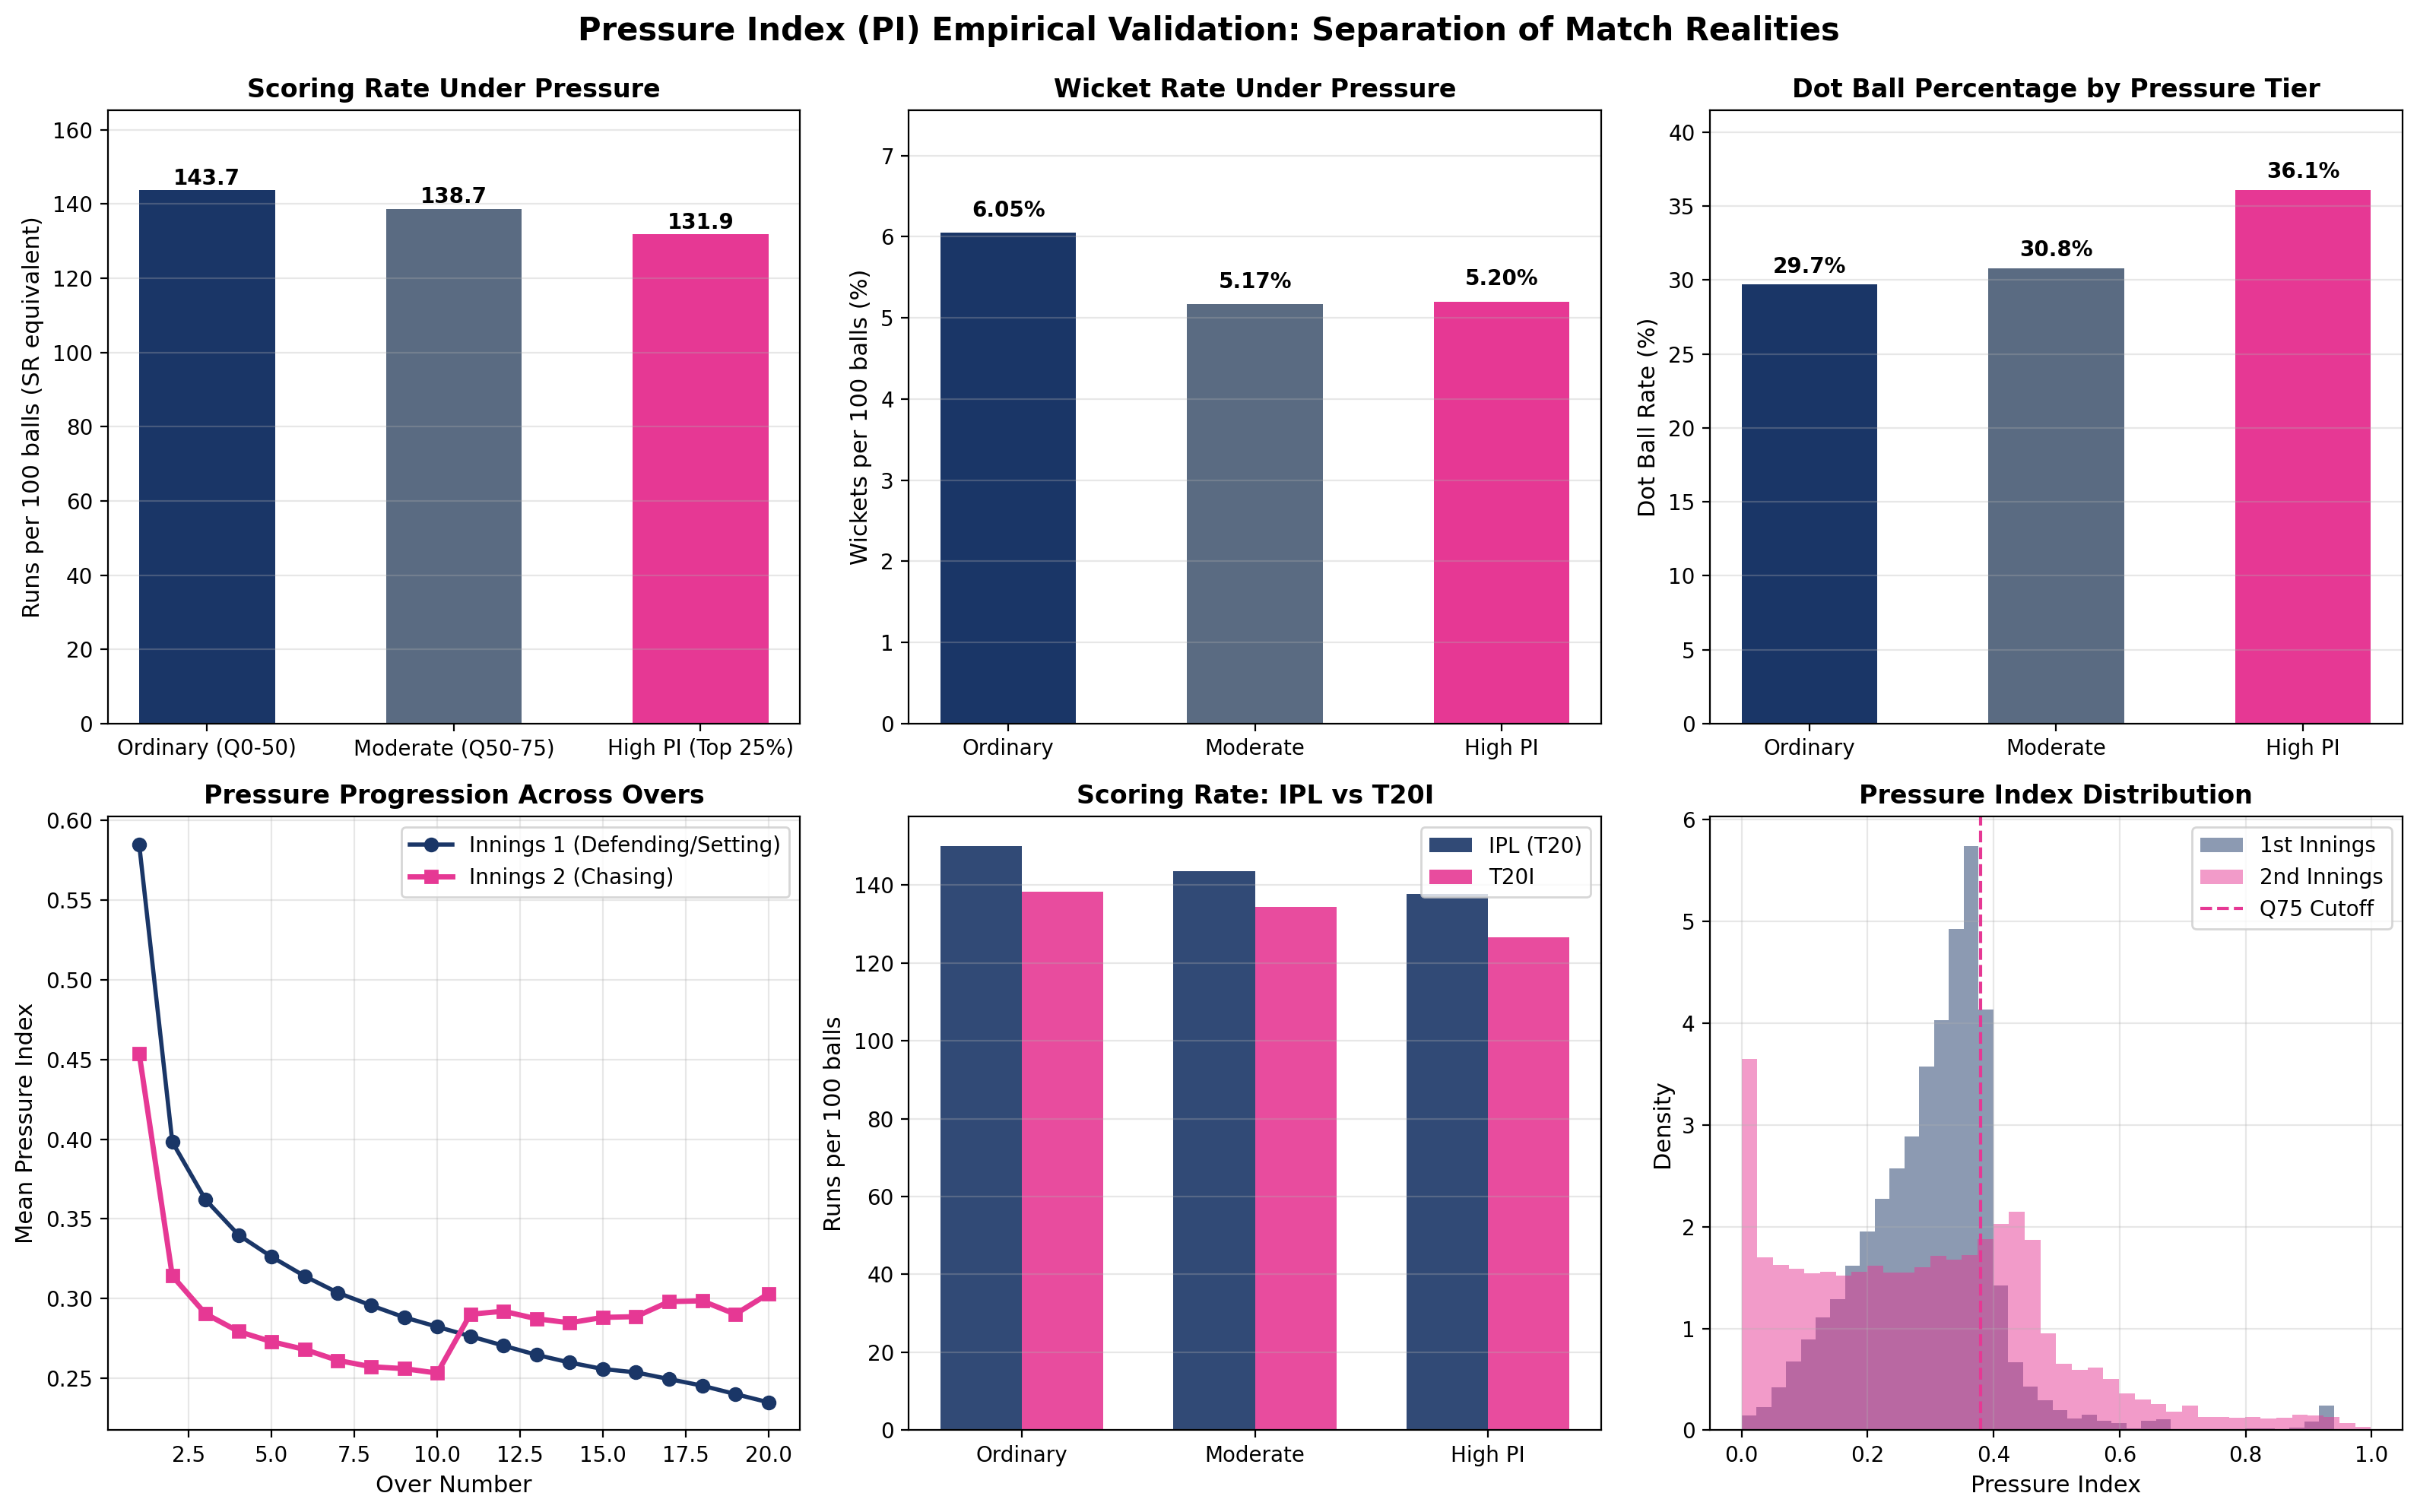 Pressure Index (PI) Empirical Validation: Separation of Match Realities
Scoring Rate Under Pressure
Runs per 100 balls (SR equivalent)
160
140
120
100
80
60
40
20
0
143.7
138.7
131.9
Ordinary (Q0-50)
Moderate (Q50-75)
High PI (Top 25%)
Wicket Rate Under Pressure
Wickets per 100 balls (%)
7
6
5
4
3
2
1
0
6.05%
5.17%
5.20%
Ordinary
Moderate
High PI
Dot Ball Percentage by Pressure Tier
Dot Ball Rate (%)
40
35
30
25
20
15
10
5
0
29.7%
30.8%
36.1%
Ordinary
Moderate
High PI
Pressure Progression Across Overs
Mean Pressure Index
0.60
0.55
0.50
0.45
0.40
0.35
0.30
0.25
Innings 1 (Defending/Setting)
Innings 2 (Chasing)
2.5
5.0
7.5
10.0
12.5
15.0
17.5
20.0
Over Number
Scoring Rate: IPL vs T20I
Runs per 100 balls
140
120
100
80
60
40
20
0
IPL (T20)
T20I
Ordinary
Moderate
High PI
Pressure Index Distribution
Density
6
5
4
3
2
1
0
1st Innings
2nd Innings
Q75 Cutoff
0.0
0.2
0.4
0.6
0.8
1.0
Pressure Index